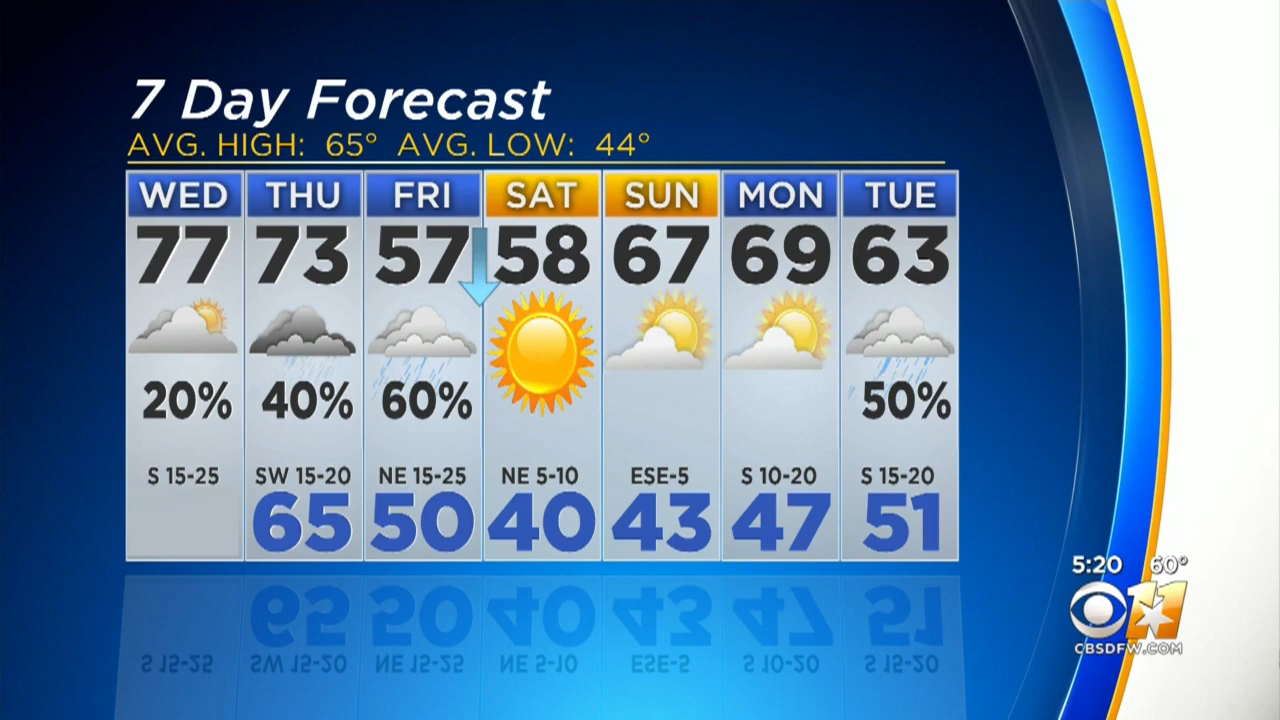 7 Day Forecast
AVG. HIGH: 65° AVG. LOW: 44°
WED THU FRI SAT SUN MON TUE
77 73 57 58 67 69 63
20% 40% 60% 50%
S 15-25 SW 15-20 NE 15-25 NE 5-10 ESE-5 S 10-20 S 15-20
65 50 40 43 47 51
5:20 60°
11
CBSDFW.COM